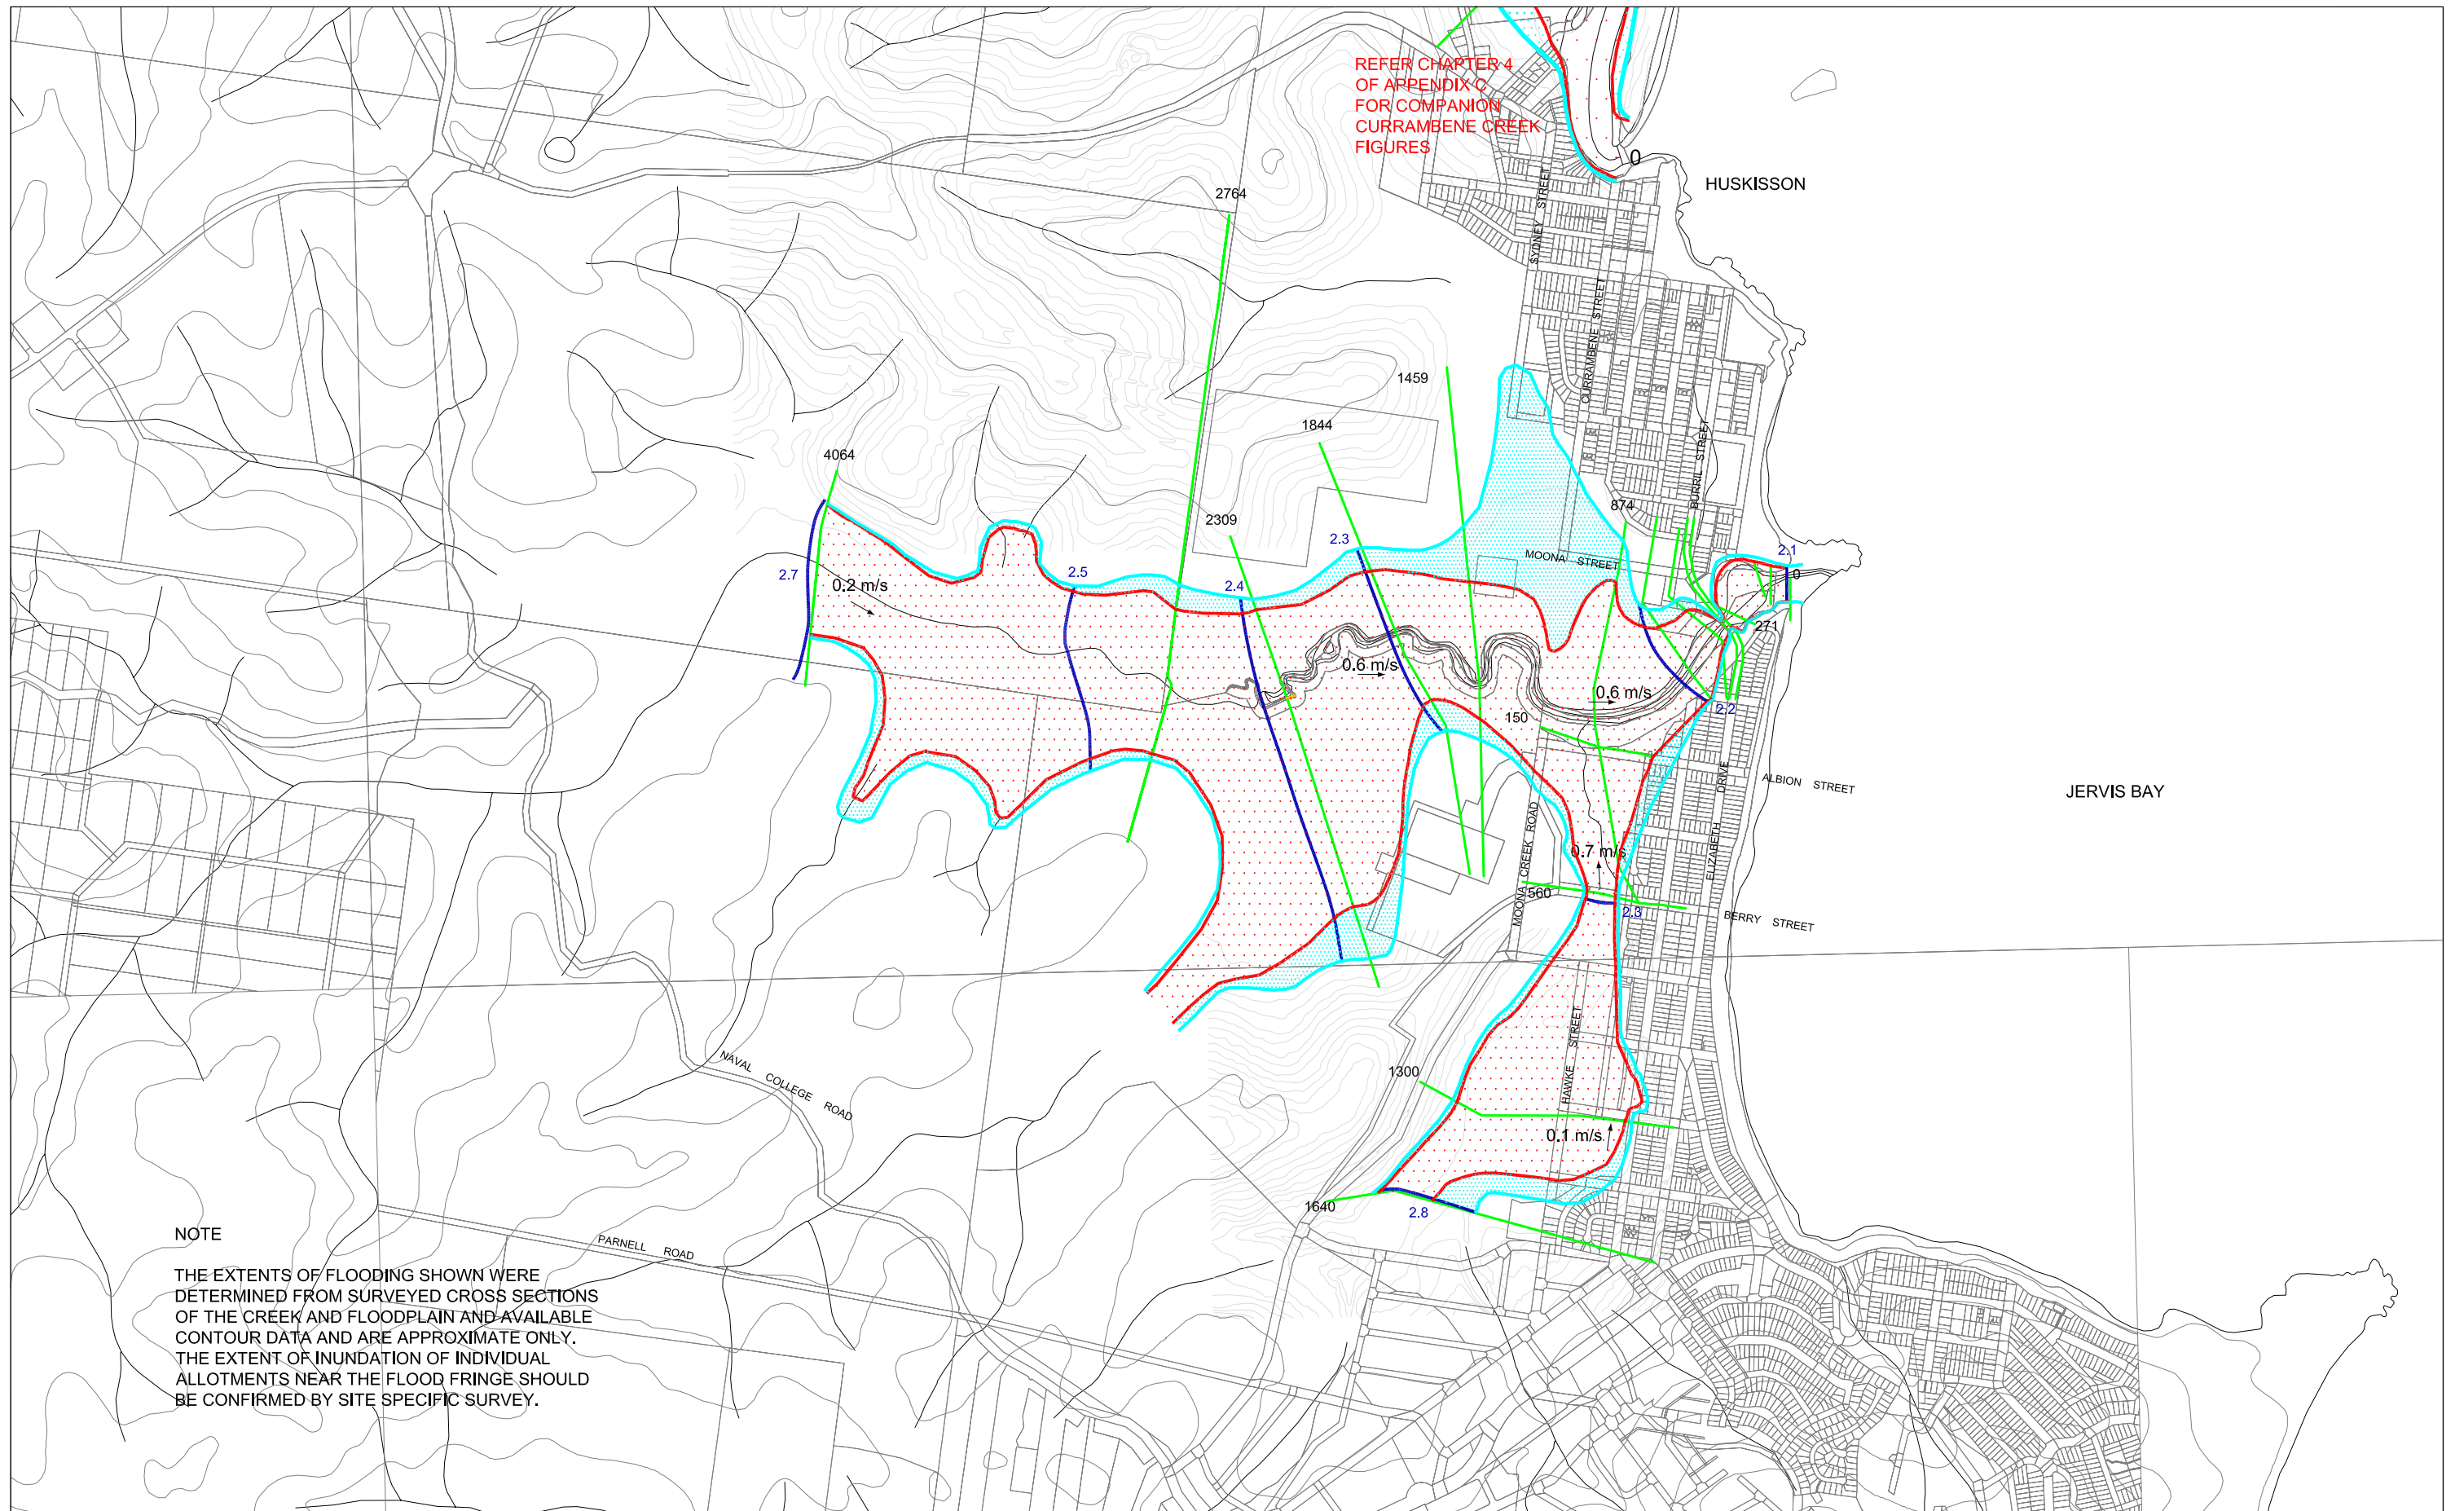 REFER CHAPTER 4
OF APPENDIX C
FOR COMPANION
CURRAMBENE CREEK
FIGURES
0
HUSKISSON
2764
SYDNEY STREET
CURRAMBENE STREET
1459
1844
BURRIL STREET
4064
874
2309
2.3
MOONA STREET
2.1
2.7
2.5
0
0.2 m/s
2.4
271
0.6 m/s
0.6 m/s
2.2
150
ELIZABETH DRIVE
ALBION STREET
JERVIS BAY
MOONA CREEK ROAD
0.7 m/s
560
2.3
BERRY STREET
HAWKE STREET
NAVAL COLLEGE ROAD
1300
0.1 m/s
1640
2.8
PARNELL ROAD
NOTE
THE EXTENTS OF FLOODING SHOWN WERE
DETERMINED FROM SURVEYED CROSS SECTIONS
OF THE CREEK AND FLOODPLAIN AND AVAILABLE
CONTOUR DATA AND ARE APPROXIMATE ONLY.
THE EXTENT OF INUNDATION OF INDIVIDUAL
ALLOTMENTS NEAR THE FLOOD FRINGE SHOULD
BE CONFIRMED BY SITE SPECIFIC SURVEY.